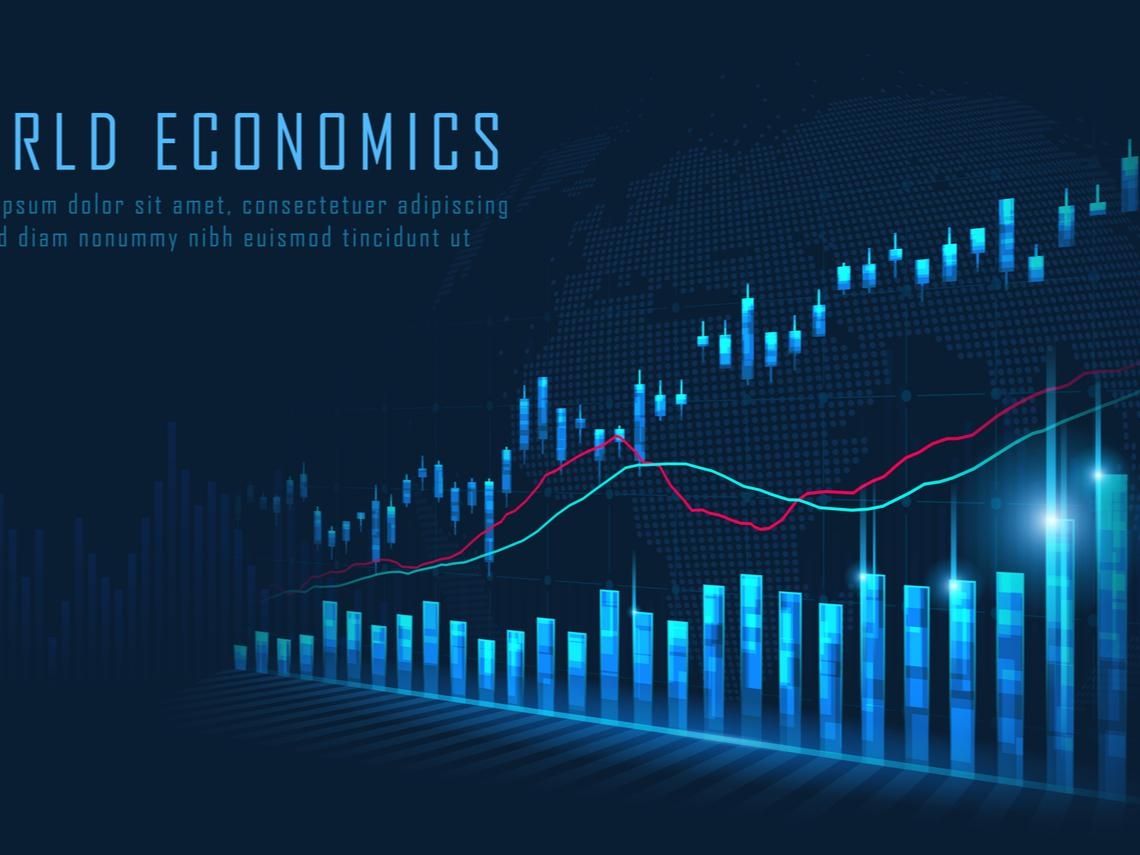 RLD ECONOMICS
psum dolor sit amet, consectetuer adipiscing
d diam nonummy nibh euismod tincidunt ut